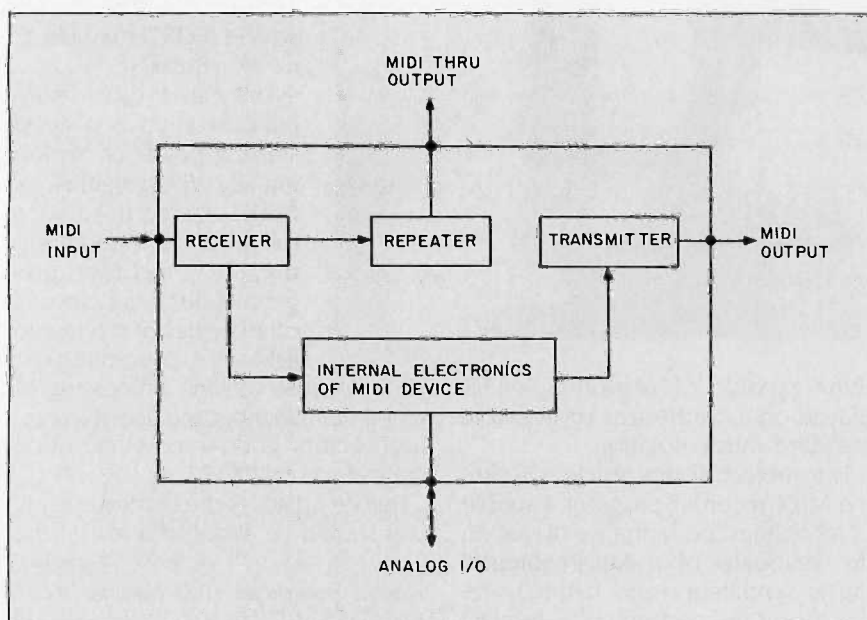 MIDI THRU
OUTPUT
MIDI
INPUT
RECEIVER
REPEATER
TRANSMITTER
MIDI
OUTPUT
INTERNAL ELECTRONICS
OF MIDI DEVICE
ANALOG I/O